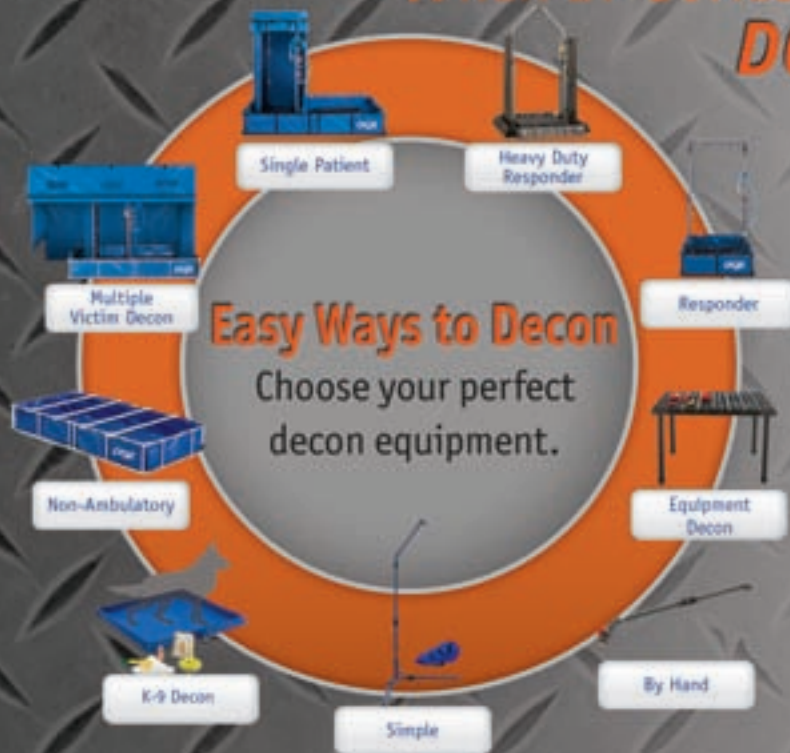 Single Patient
Heavy Duty
Responder
Multiple
Victim Decon
Responder
Easy Ways to Decon
Choose your perfect
decon equipment.
Non-Ambulatory
Equipment
Decon
K-9 Decon
Simple
By Hand